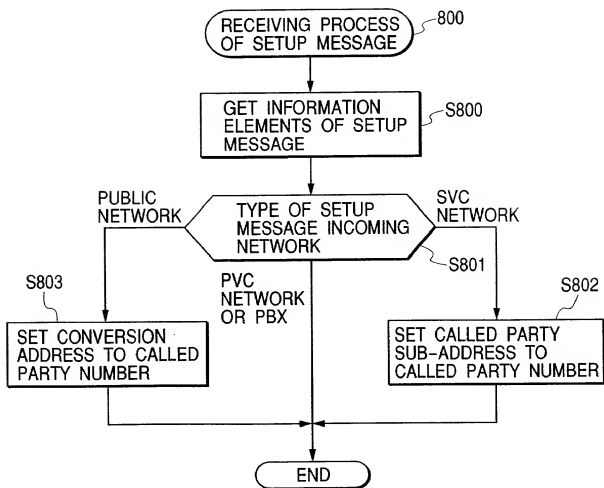 RECEIVING PROCESS
OF SETUP MESSAGE
800
GET INFORMATION
ELEMENTS OF SETUP
MESSAGE
S800
PUBLIC
NETWORK
TYPE OF SETUP
MESSAGE INCOMING
NETWORK
SVC
NETWORK
S801
PVC
NETWORK
OR PBX
S803
SET CONVERSION
ADDRESS TO CALLED
PARTY NUMBER
S802
SET CALLED PARTY
SUB-ADDRESS TO
CALLED PARTY NUMBER
END